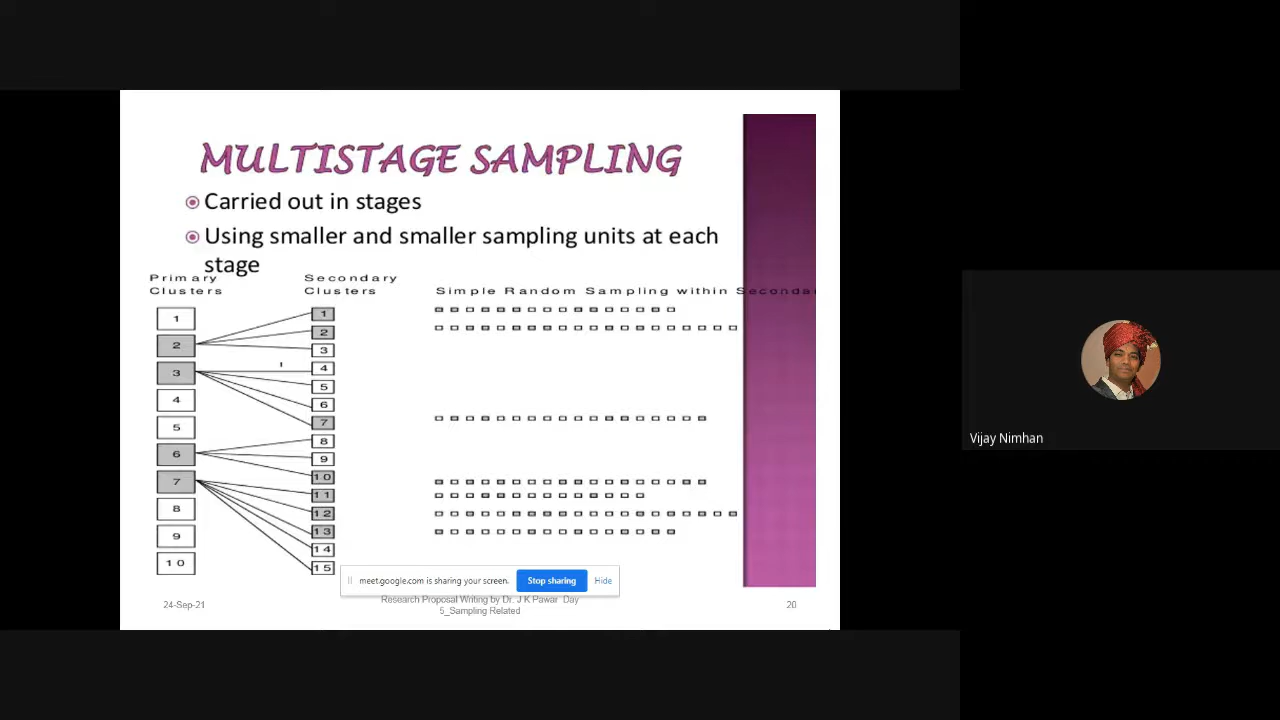 MULTISTAGE SAMPLING
Carried out in stages
Using smaller and smaller sampling units at each
stage
Primary
Clusters
Secondary
Clusters
Simple Random Sampling within
1
2
3
4
5
6
7
8
9
10
1
2
3
4
5
6
7
8
9
10
11
12
13
14
15
meet.google.com is sharing your screen.
Stop sharing
Hide
24-Sep-21
Research Proposal Writing by Dr. J K Pawar Day
5_Sampling Related
20
Vijay Nimhan